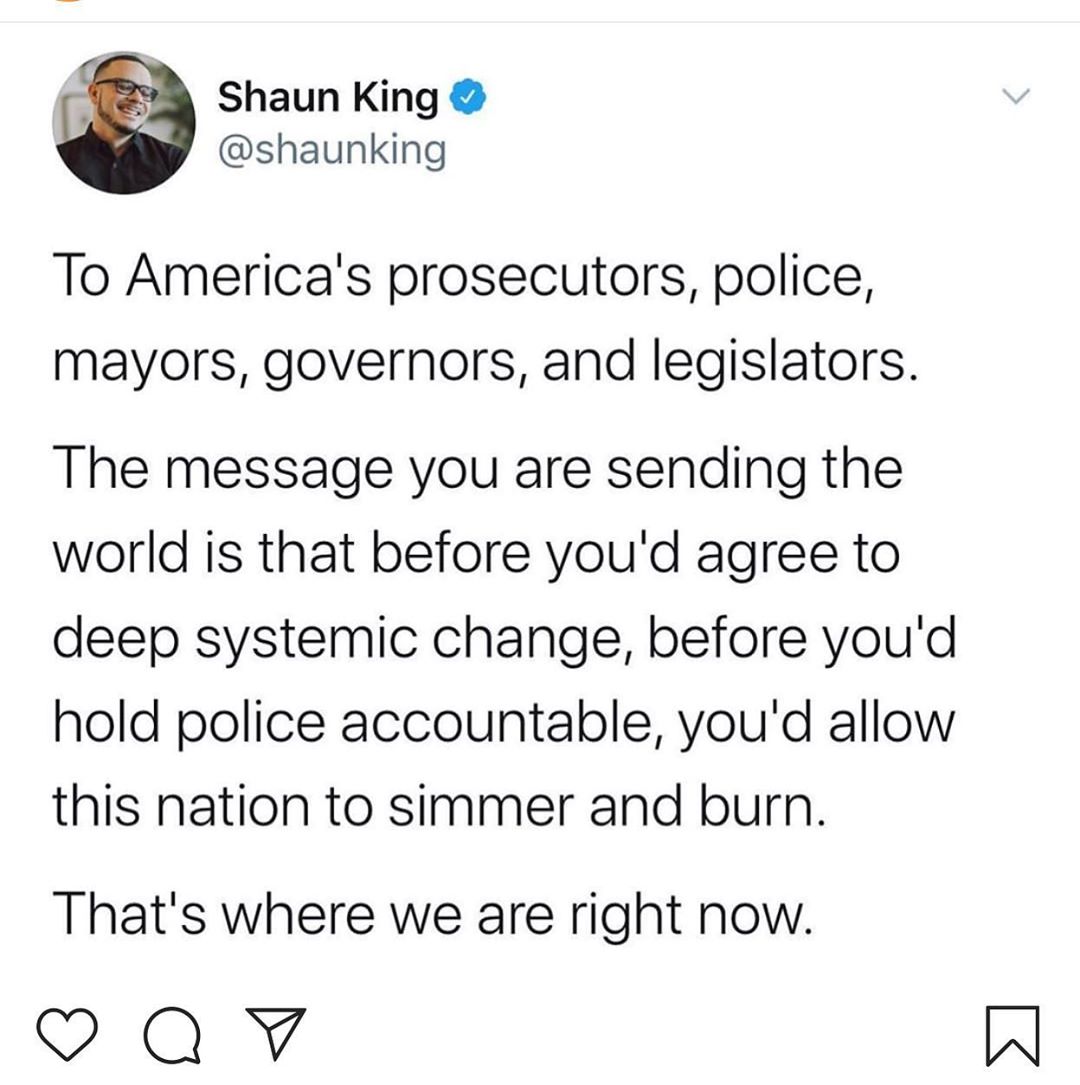 Shaun King
@shaunking
To America's prosecutors, police,
mayors, governors, and legislators.
The message you are sending the
world is that before you'd agree to
deep systemic change, before you'd
hold police accountable, you'd allow
this nation to simmer and burn.
That's where we are right now.